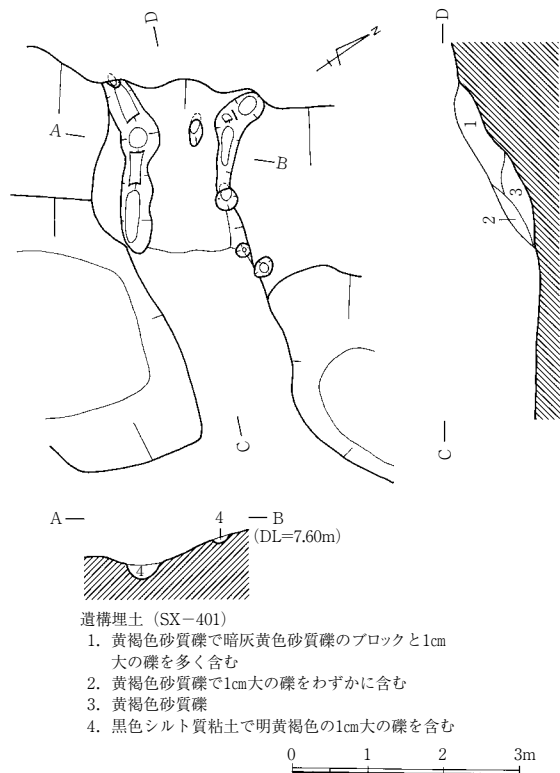 D
N
A
B
C
D
1
3
2
C
A
4
B
(DL=7.60m)
4
遺構埋土（SX−401）
1. 黄褐色砂質礫で暗灰黄色砂質礫のブロックと1cm
大の礫を多く含む
2. 黄褐色砂質礫で1cm大の礫をわずかに含む
3. 黄褐色砂質礫
4. 黒色シルト質粘土で明黄褐色の1cm大の礫を含む
0 1 2 3m